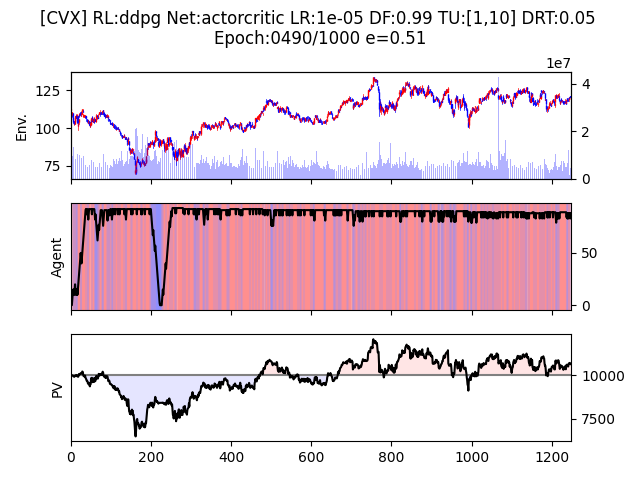 [CVX] RL:ddpg Net:actorcritic LR:1e-05 DF:0.99 TU:[1,10] DRT:0.05
Epoch:0490/1000 e=0.51
1e7
125
100
75
Env.
4
2
0
Agent
50
0
PV
10000
7500
0 200 400 600 800 1000 1200